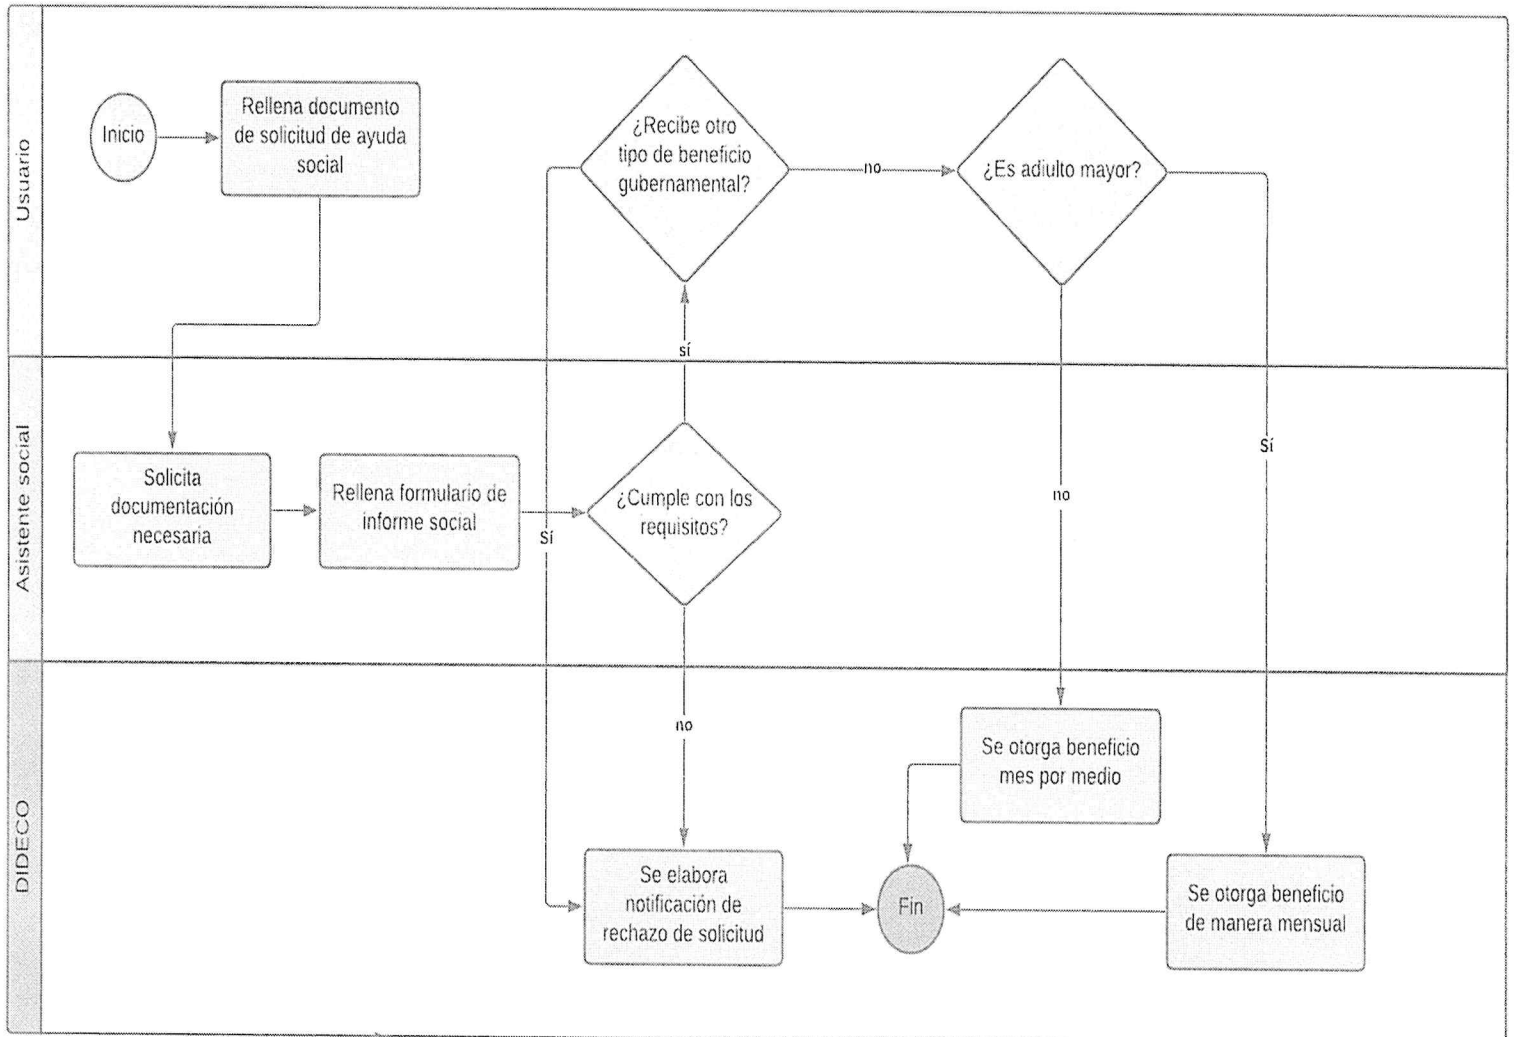 Usuario
Inicio
Rellena documento
de solicitud de ayuda
social
¿Recibe otro
tipo de beneficio
gubernamental?
no
¿Es adiulto mayor?
sí
Asistente social
Solicita
documentación
necesaria
Rellena formulario de
informe social
Sí
¿Cumple con los
requisitos?
no
Sí
DIDECO
no
Se otorga beneficio
mes por medio
Se elabora
notificación de
rechazo de solicitud
Fin
Se otorga beneficio
de manera mensual